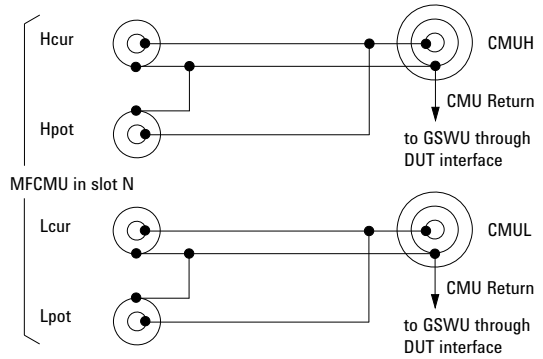 Hcur
CMUH
CMU Return
Hpot
to GSWU through
DUT interface
MFCMU in slot N
Lcur
CMUL
CMU Return
Lpot
to GSWU through
DUT interface